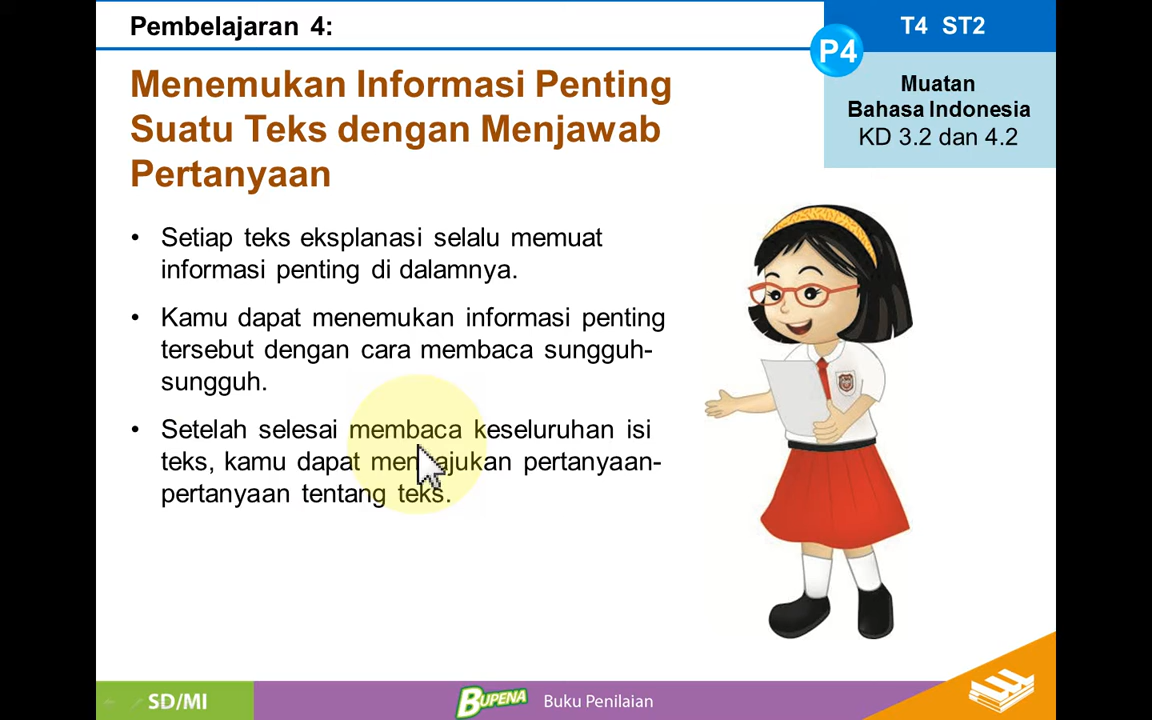 Pembelajaran 4:
T4 ST2
P4
Muatan
Bahasa Indonesia
KD 3.2 dan 4.2
Menemukan Informasi Penting
Suatu Teks dengan Menjawab
Pertanyaan
• Setiap teks eksplanasi selalu memuat
informasi penting di dalamnya.
• Kamu dapat menemukan informasi penting
tersebut dengan cara membaca sungguh-
sungguh.
• Setelah selesai membaca keseluruhan isi
teks, kamu dapat mengajukan pertanyaan-
pertanyaan tentang teks.
SD/MI
BUPENA
Buku Penilaian